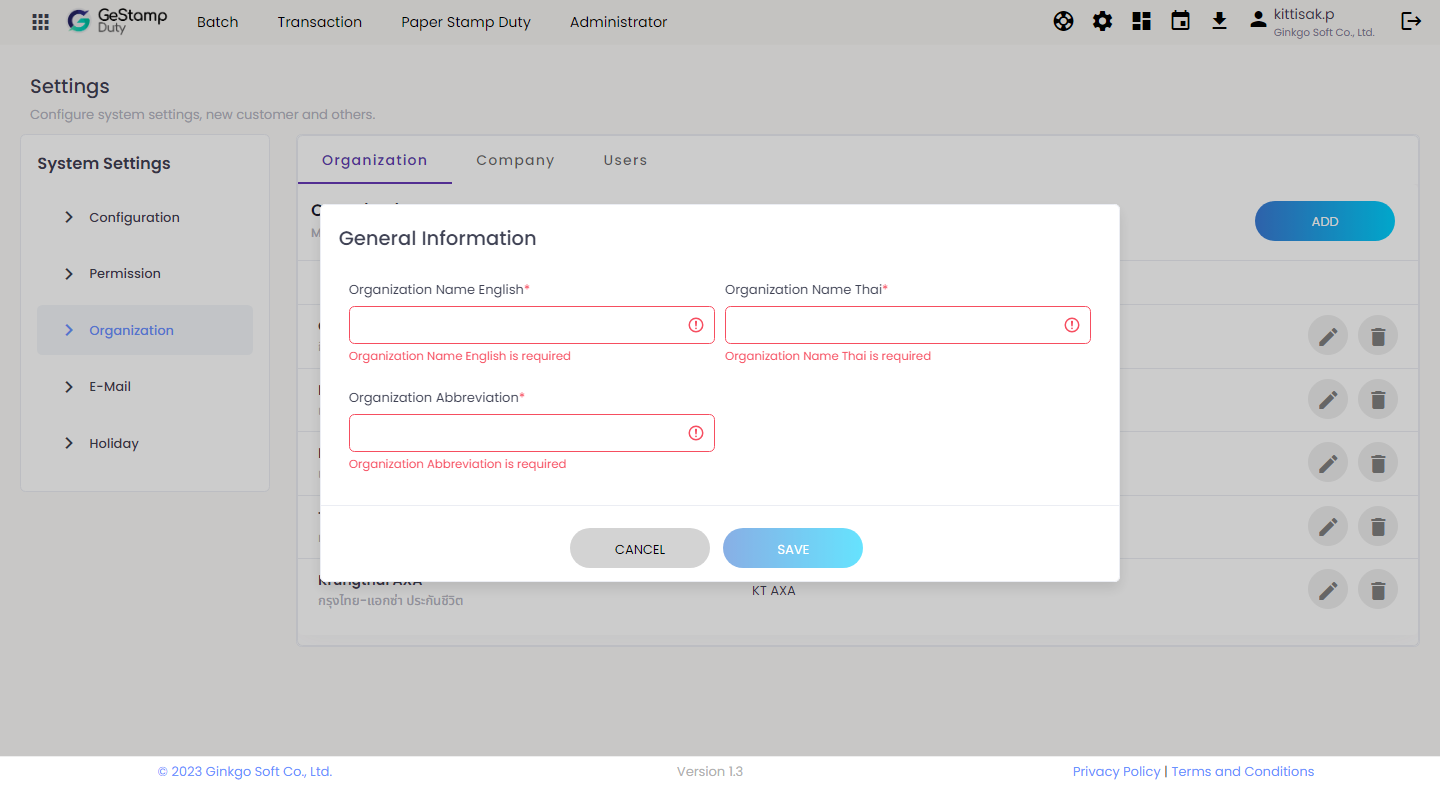 GeStamp
Duty
Batch
Transaction
Paper Stamp Duty
Administrator
kittisak.p
Ginkgo Soft Co., Ltd.
Settings
Configure system settings, new customer and others.
System Settings
Configuration
Permission
Organization
E-Mail
Holiday
Organization
Company
Users
ADD
General Information
Organization Name English*
Organization Name Thai*
Organization Name English is required
Organization Name Thai is required
Organization Abbreviation*
Organization Abbreviation is required
CANCEL
SAVE
Krungthai AXA
กรุงไทย-แอกซ่า ประกันชีวิต
KT AXA
© 2023 Ginkgo Soft Co., Ltd.
Version 1.3
Privacy Policy | Terms and Conditions